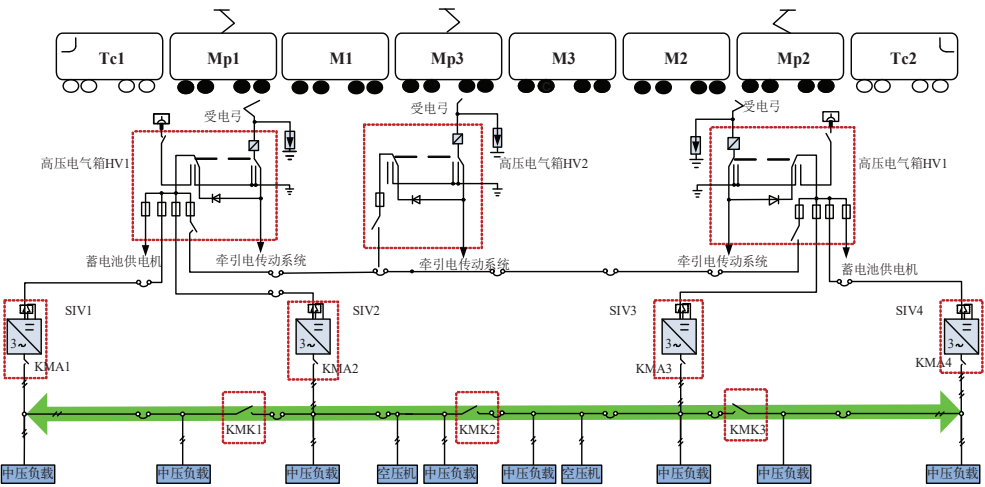 Tc1 Mp1 M1 Mp3 M3 M2 Mp2 Tc2
受电弓 受电弓 受电弓
高压电气箱HV1 高压电气箱HV2 高压电气箱HV1
蓄电池供电机 牵引电传动系统 牵引电传动系统 牵引电传动系统 蓄电池供电机
SIV1 SIV2 SIV3 SIV4
3~ 3~ 3~ 3~
KMA1 KMA2 KMA3 KMA4
KMK1 KMK2 KMK3
中压负载 中压负载 中压负载 空压机 中压负载 中压负载 空压机 中压负载 中压负载 中压负载